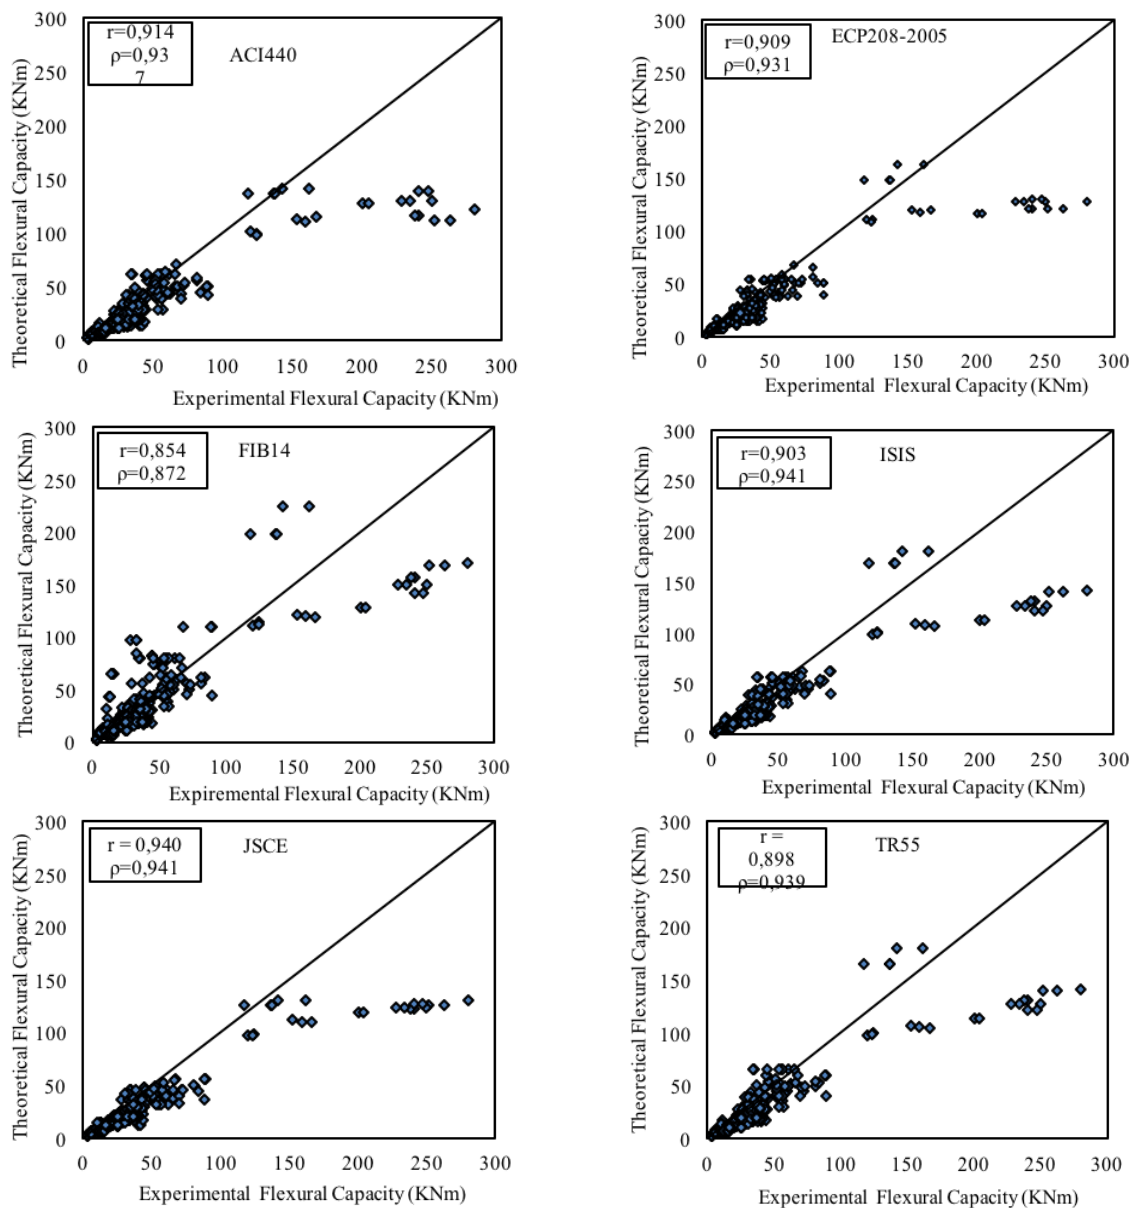 r=0,914
ρ=0,93
7
ACI440
Theoretical Flexural Capacity (KNm)
300
250
200
150
100
50
0
0 50 100 150 200 250 300
Experimental Flexural Capacity (KNm)
r=0,909
ρ=0,931
ECP208-2005
Theoretical Flexural Capacity (KNm)
300
250
200
150
100
50
0
0 50 100 150 200 250 300
Experimental Flexural Capacity (KNm)
r=0,854
ρ=0,872
FIB14
Theoretical Flexural Capacity (KNm)
300
250
200
150
100
50
0
0 50 100 150 200 250 300
Expiremental Flexural Capacity (KNm)
r=0,903
ρ=0,941
ISIS
Theoretical Flexural Capacity (KNm)
300
250
200
150
100
50
0
0 50 100 150 200 250 300
Experimental Flexural Capacity (KNm)
r = 0,940
ρ=0,941
JSCE
Theoretical Flexural Capacity (KNm)
300
250
200
150
100
50
0
0 50 100 150 200 250 300
Experimental Flexural Capacity (KNm)
r =
0,898
ρ=0,939
TR55
Theoretical Flexural Capacity (KNm)
300
250
200
150
100
50
0
0 50 100 150 200 250 300
Experimental Flexural Capacity (KNm)